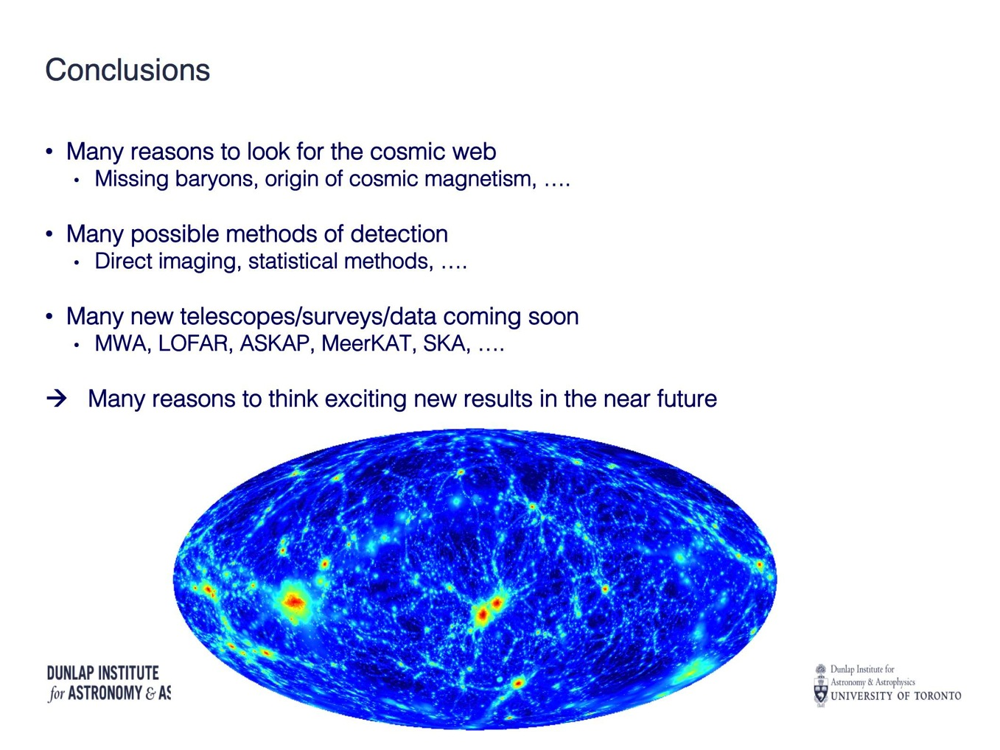 Conclusions
• Many reasons to look for the cosmic web
• Missing baryons, origin of cosmic magnetism, ….
• Many possible methods of detection
• Direct imaging, statistical methods, ….
• Many new telescopes/surveys/data coming soon
• MWA, LOFAR, ASKAP, MeerKAT, SKA, ….
→ Many reasons to think exciting new results in the near future
DUNLAP INSTITUTE
for ASTRONOMY & AS
Dunlap Institute for
Astronomy & Astrophysics
UNIVERSITY OF TORONTO